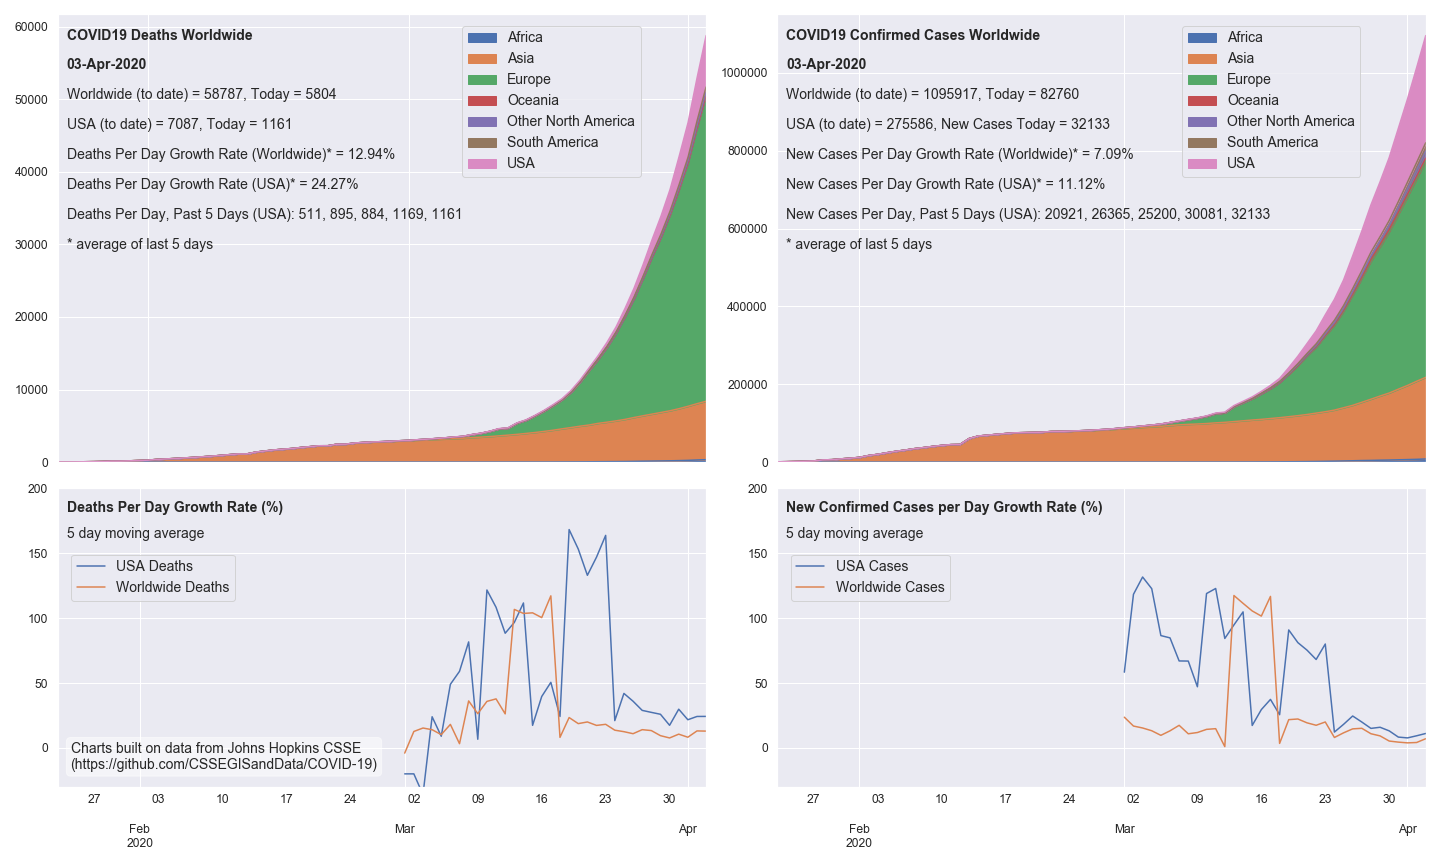 COVID19 Deaths Worldwide
03-Apr-2020
Worldwide (to date) = 58787, Today = 5804
USA (to date) = 7087, Today = 1161
Deaths Per Day Growth Rate (Worldwide)* = 12.94%
Deaths Per Day Growth Rate (USA)* = 24.27%
Deaths Per Day, Past 5 Days (USA): 511, 895, 884, 1169, 1161
* average of last 5 days
Africa
Asia
Europe
Oceania
Other North America
South America
USA
60000
50000
40000
30000
20000
10000
0
COVID19 Confirmed Cases Worldwide
03-Apr-2020
Worldwide (to date) = 1095917, Today = 82760
USA (to date) = 275586, New Cases Today = 32133
New Cases Per Day Growth Rate (Worldwide)* = 7.09%
New Cases Per Day Growth Rate (USA)* = 11.12%
New Cases Per Day, Past 5 Days (USA): 20921, 26365, 25200, 30081, 32133
* average of last 5 days
Africa
Asia
Europe
Oceania
Other North America
South America
USA
1000000
800000
600000
400000
200000
0
Deaths Per Day Growth Rate (%)
5 day moving average
USA Deaths
Worldwide Deaths
200
150
100
50
0
Charts built on data from Johns Hopkins CSSE
(https://github.com/CSSEGISandData/COVID-19)
27 03 10 17 24 02 09 16 23 30
Feb Mar Apr
2020
New Confirmed Cases per Day Growth Rate (%)
5 day moving average
USA Cases
Worldwide Cases
200
150
100
50
0
27 03 10 17 24 02 09 16 23 30
Feb Mar Apr
2020